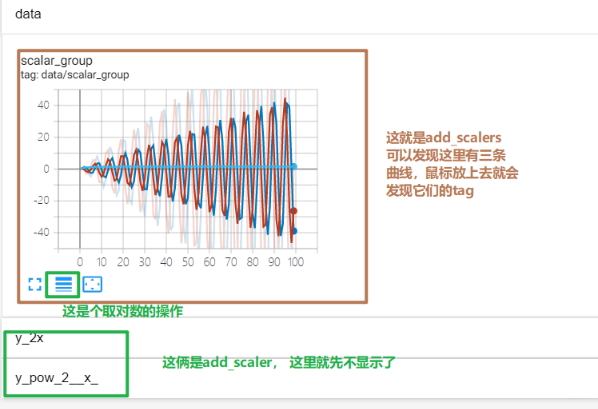 data
scalar_group
tag: data/scalar_group
40
20
0
-20
-40
0 10 20 30 40 50 60 70 80 90 100
这就是add_scalers
可以发现这里有三条
曲线，鼠标放上去就会
发现它们的tag
这是个取对数的操作
y_2x
这俩是add_scaler， 这里就先不显示了
y_pow_2__x_